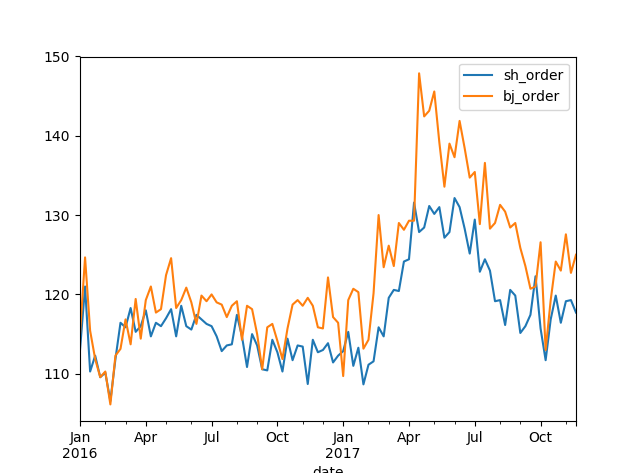 150
140
130
120
110
sh_order
bj_order
Jan
2016
Apr
Jul
Oct
Jan
2017
Apr
Jul
Oct
date